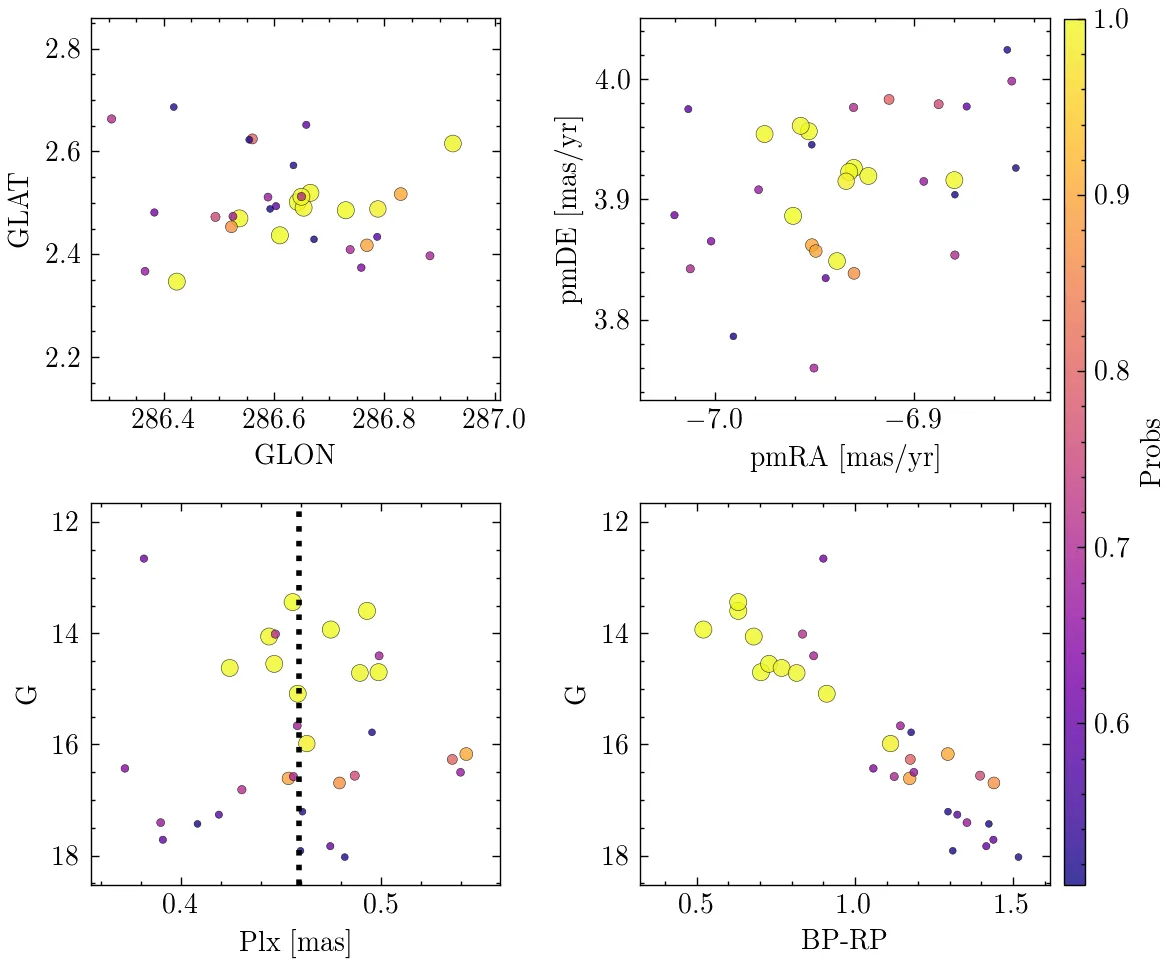 2.8
2.6
2.4
2.2
GLAT
286.4 286.6 286.8 287.0
GLON
4.0
3.9
3.8
pmDE [mas/yr]
−7.0 −6.9
pmRA [mas/yr]
12
14
16
18
G
0.4 0.5
Plx [mas]
12
14
16
18
G
0.5 1.0 1.5
BP-RP
1.0
0.9
0.8
0.7
0.6
Probs